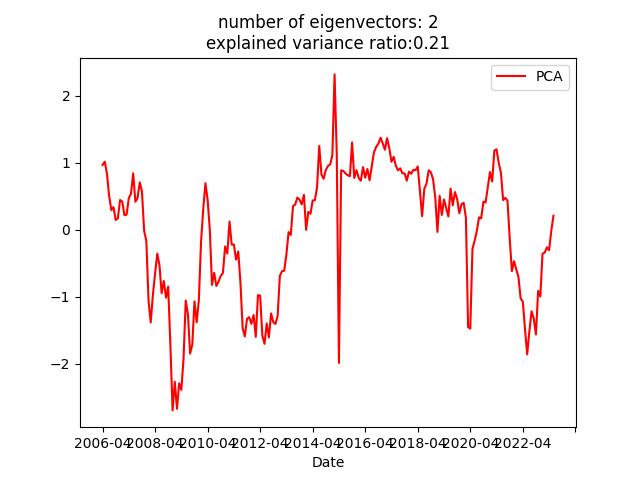 number of eigenvectors: 2
explained variance ratio:0.21
PCA
2
1
0
−1
−2
2006-04 2008-04 2010-04 2012-04 2014-04 2016-04 2018-04 2020-04 2022-04
Date